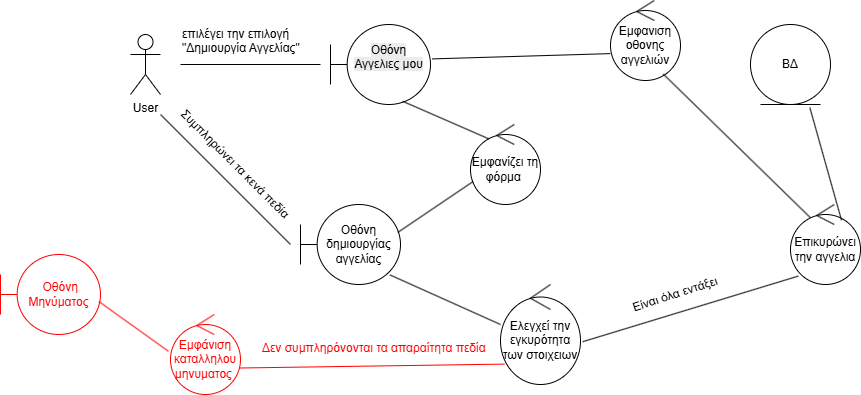 επιλέγει την επιλογή
"Δημιουργία Αγγελίας"
User
Οθόνη
Αγγελιες μου
Εμφανιση
οθονης
αγγελιών
ΒΔ
Συμπληρώνει τα κενά πεδία
Εμφανίζει τη
φόρμα
Οθόνη
δημιουργίας
αγγελίας
Επικυρώνει
την αγγελια
Οθόνη
Μηνύματος
Είναι όλα εντάξει
Ελεγχεί την
εγκυρότητα
των στοιχειων
Εμφάνιση
καταλληλου
μηνυματος
Δεν συμπληρόνονται τα απαραίτητα πεδία